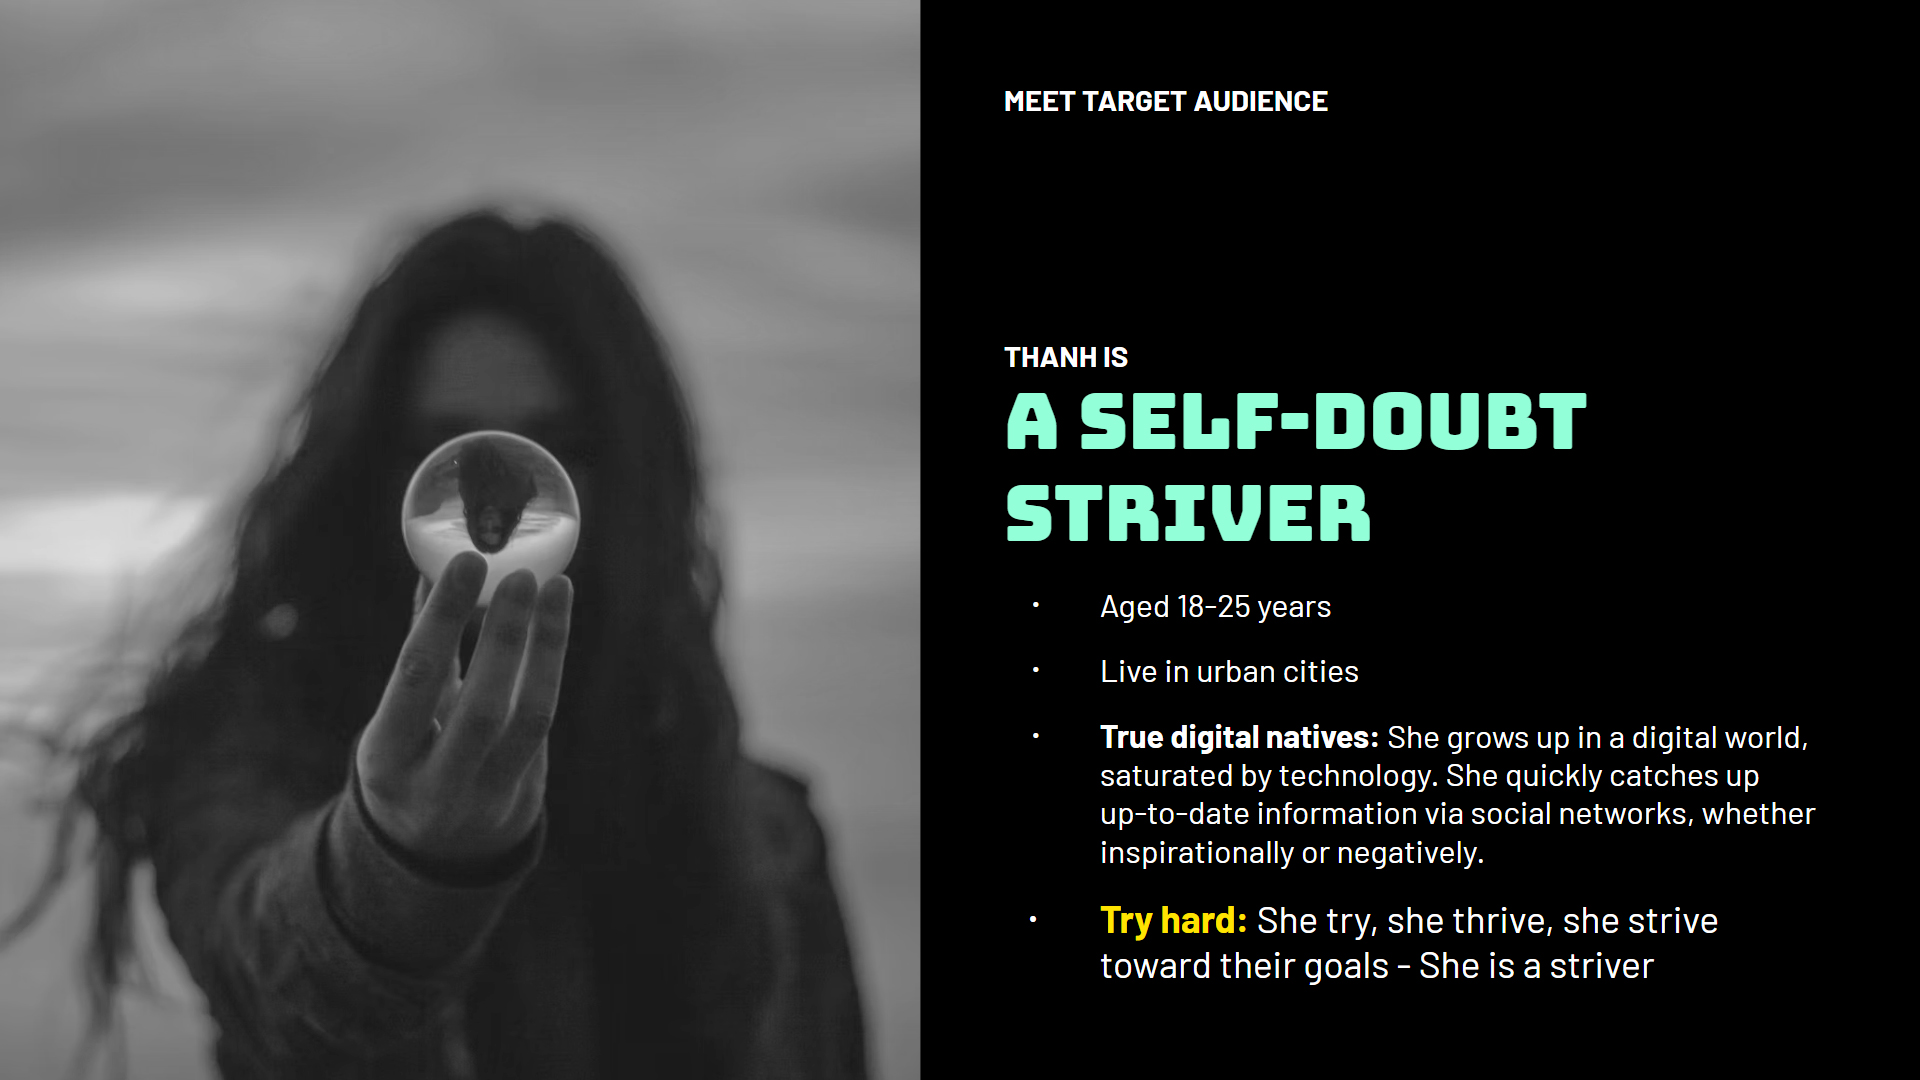 MEET TARGET AUDIENCE
THANH IS
A SELF-DOUBT
STRIVER
• Aged 18-25 years
• Live in urban cities
• True digital natives: She grows up in a digital world,
saturated by technology. She quickly catches up
up-to-date information via social networks, whether
inspirationally or negatively.
• Try hard: She try, she thrive, she strive
toward their goals - She is a striver